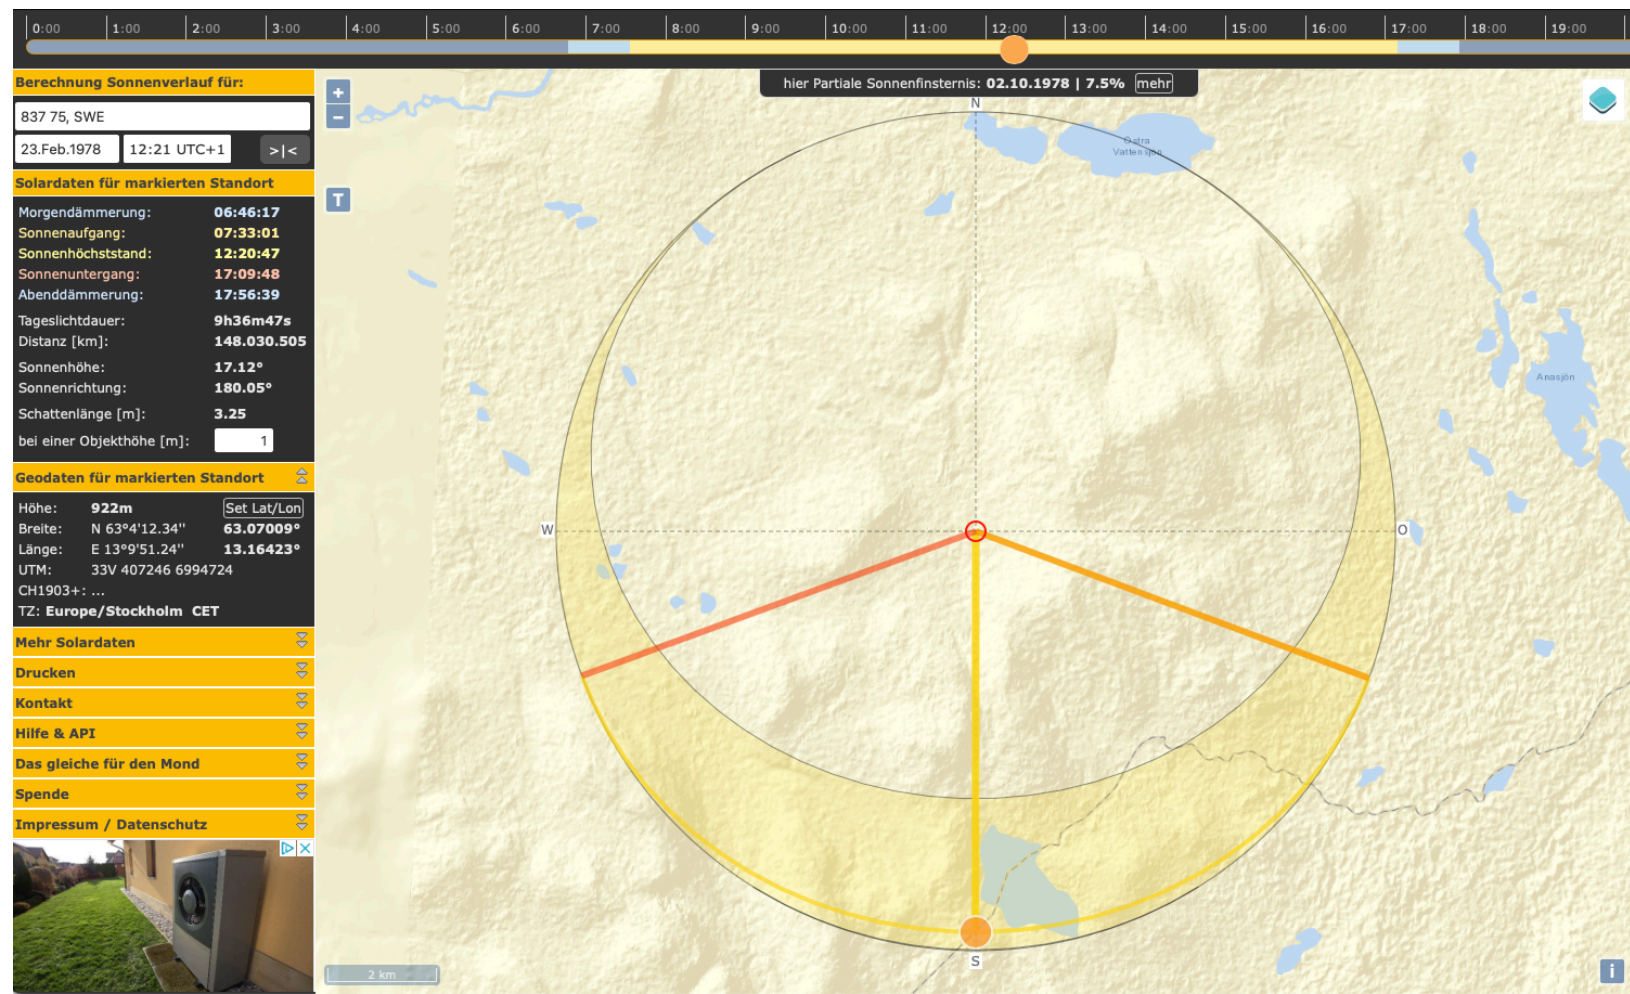 0:00 1:00 2:00 3:00 4:00 5:00 6:00 7:00 8:00 9:00 10:00 11:00 12:00 13:00 14:00 15:00 16:00 17:00 18:00 19:00
Berechnung Sonnenverlauf für:
837 75, SWE
23.Feb.1978 12:21 UTC+1 >|<
Solardaten für markierten Standort
Morgendämmerung: 06:46:17
Sonnenaufgang: 07:33:01
Sonnenhöchststand: 12:20:47
Sonnenuntergang: 17:09:48
Abenddämmerung: 17:56:39
Tageslichtdauer: 9h36m47s
Distanz [km]: 148.030.505
Sonnenhöhe: 17.12°
Sonnenrichtung: 180.05°
Schattenlänge [m]: 3.25
bei einer Objekthöhe [m]: 1
Geodaten für markierten Standort
Höhe: 922m Set Lat/Lon
Breite: N 63°4'12.34'' 63.07009°
Länge: E 13°9'51.24'' 13.16423°
UTM: 33V 407246 6994724
CH1903+: ...
TZ: Europe/Stockholm CET
Mehr Solardaten
Drucken
Kontakt
Hilfe & API
Das gleiche für den Mond
Spende
Impressum / Datenschutz
hier Partiale Sonnenfinsternis: 02.10.1978 | 7.5% mehr
+
−
T
N
Östra
Vattensjön
Anasjön
W
O
S
2 km
i